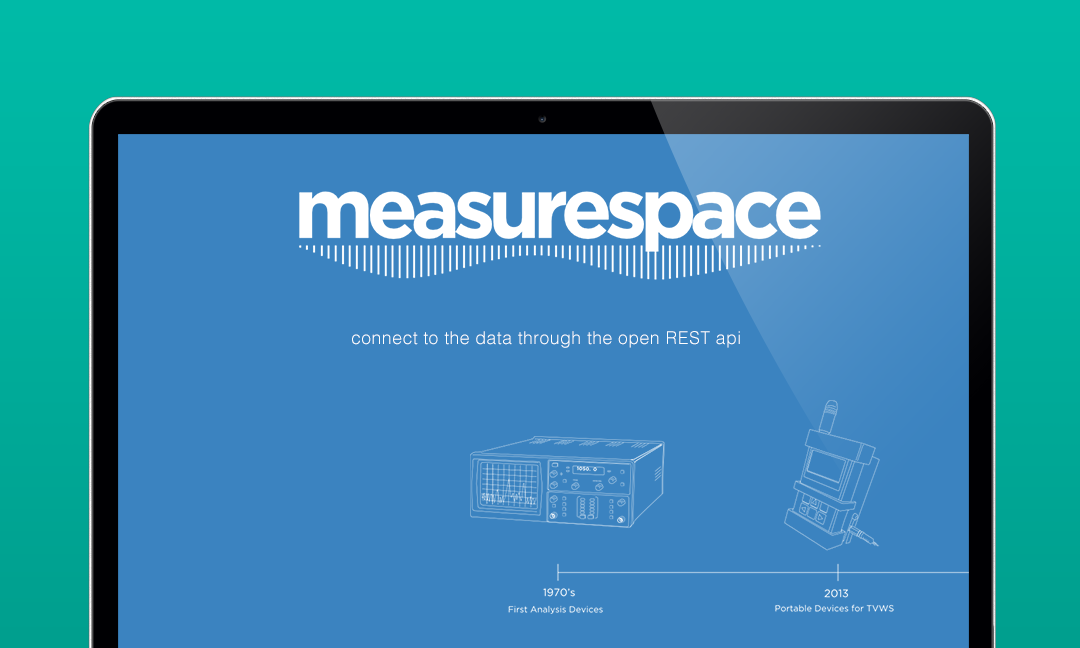 measurespace
connect to the data through the open REST api
1050. 0
1970's
First Analysis Devices
2013
Portable Devices for TVWS